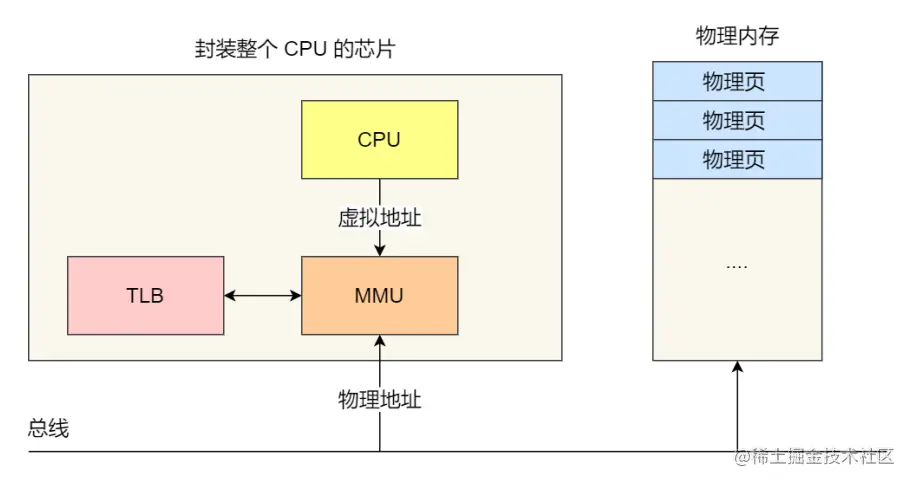 封装整个 CPU 的芯片
物理内存
物理页
物理页
物理页
CPU
虚拟地址
TLB
MMU
....
物理地址
总线
@稀土掘金技术社区